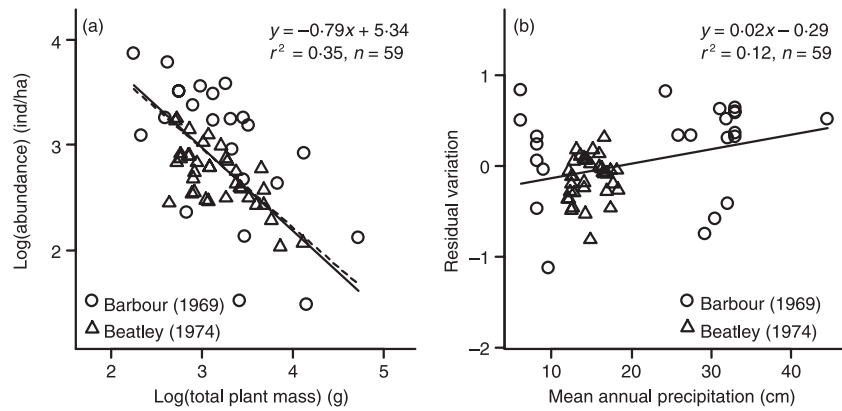 (a)
y = −0·79x + 5·34
r² = 0·35, n = 59
4
3
2
Log(abundance) (ind/ha)
Barbour (1969)
Beatley (1974)
2 3 4 5
Log(total plant mass) (g)
(b)
y = 0·02x − 0·29
r² = 0·12, n = 59
1
0
−1
−2
Residual variation
Barbour (1969)
Beatley (1974)
10 20 30 40
Mean annual precipitation (cm)